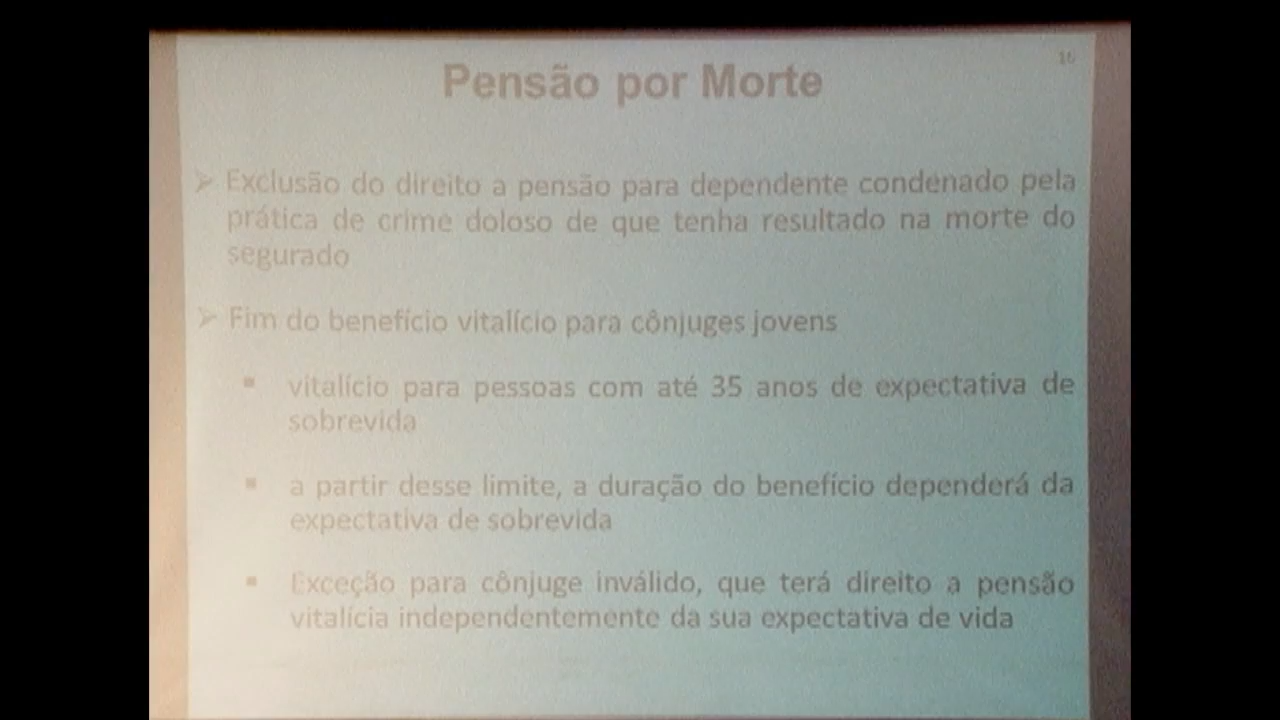 16
Pensão por Morte
➢ Exclusão do direito a pensão para dependente condenado pela
prática de crime doloso de que tenha resultado na morte do
segurado
➢ Fim do benefício vitalício para cônjuges jovens
▪ vitalício para pessoas com até 35 anos de expectativa de
sobrevida
▪ a partir desse limite, a duração do benefício dependerá da
expectativa de sobrevida
▪ Exceção para cônjuge inválido, que terá direito a pensão
vitalícia independentemente da sua expectativa de vida